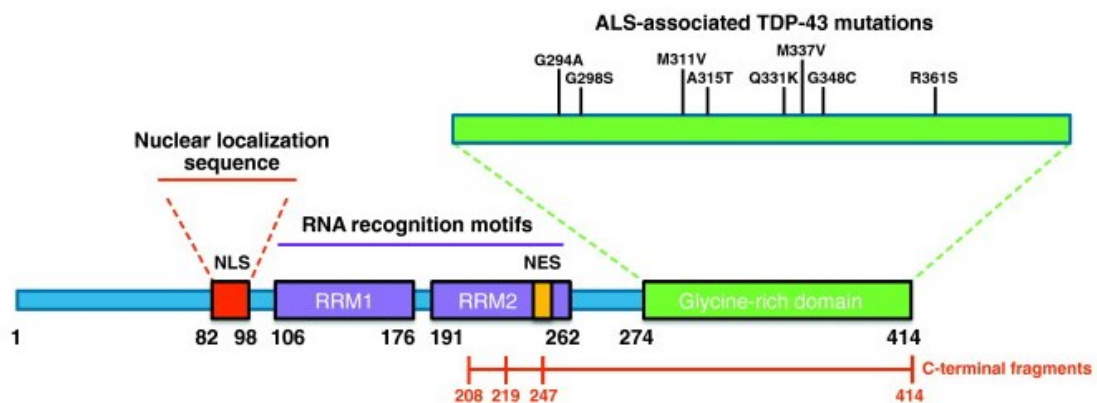 ALS-associated TDP-43 mutations
G294A
G298S
M311V
A315T
Q331K
M337V
G348C
R361S
Nuclear localization
sequence
RNA recognition motifs
NLS
NES
RRM1
RRM2
Glycine-rich domain
1
82
98
106
176
191
262
274
414
208
219
247
414
C-terminal fragments